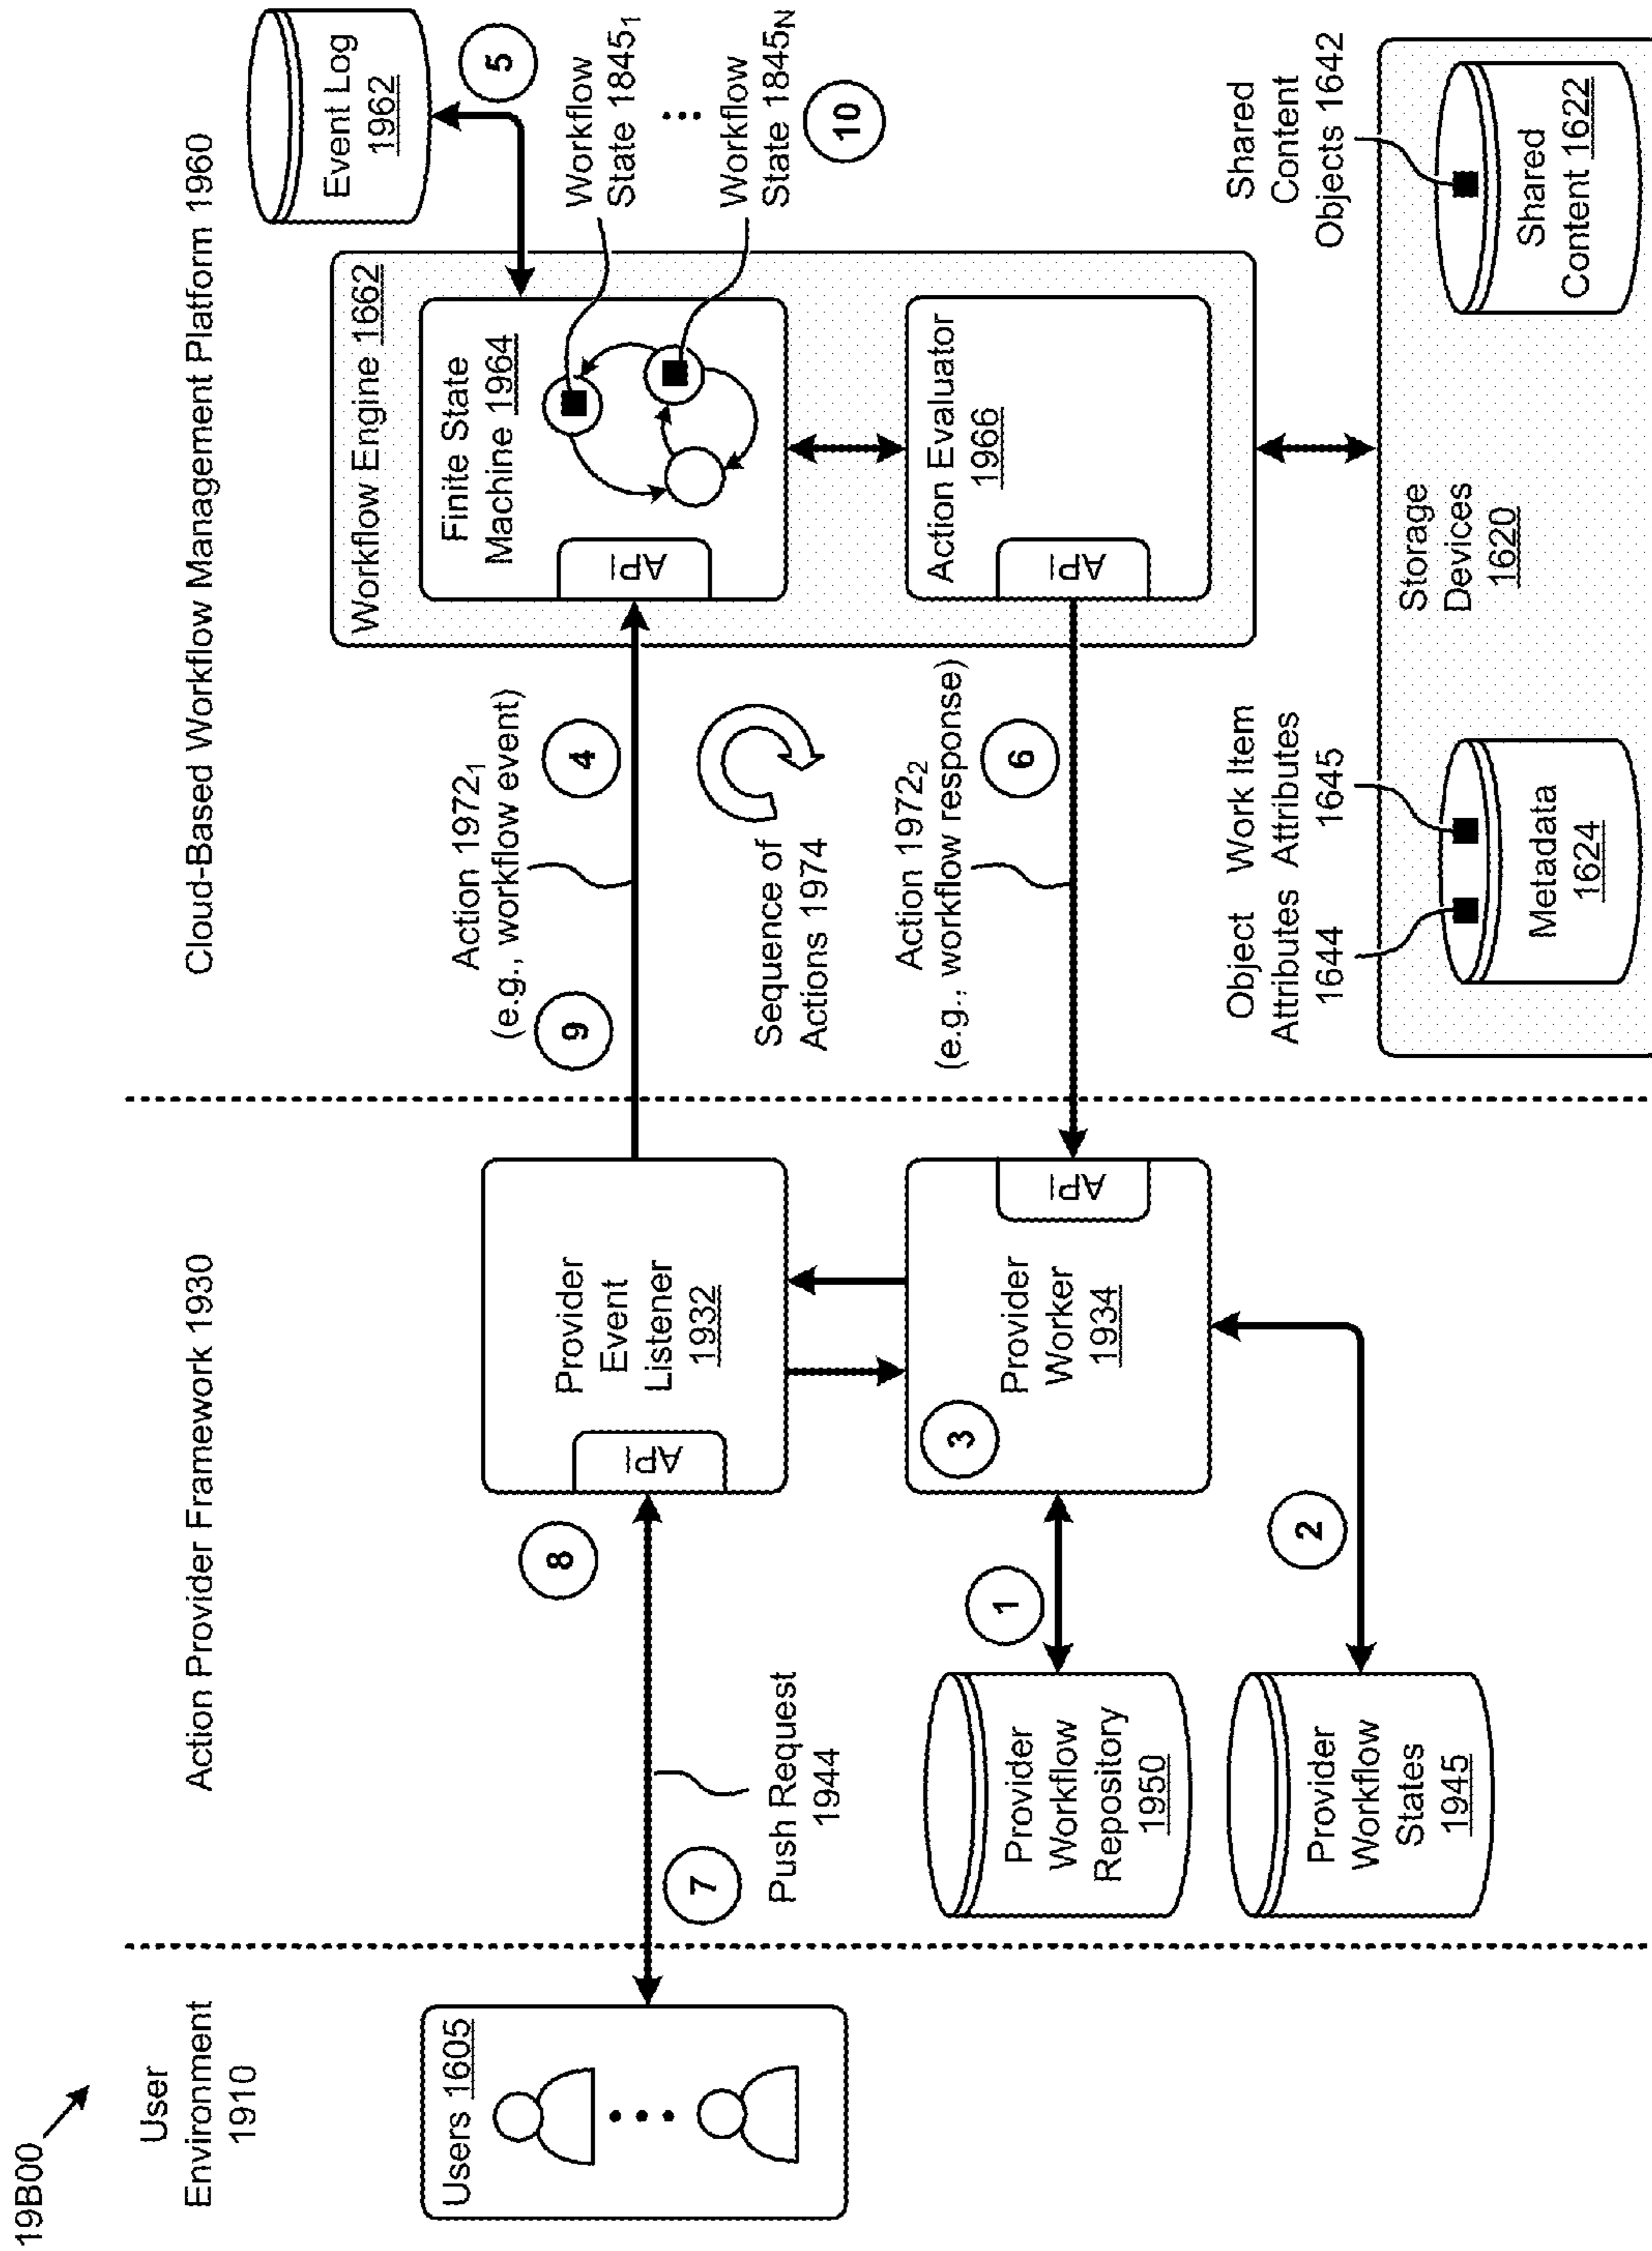 19B00
User
Environment
1910
Action Provider Framework 1930
Cloud-Based Workflow Management Platform 1960
Users 1605
7
Push Request
1944
8
API
Provider
Event
Listener
1932
9
Action 1972₁
(e.g., workflow event)
4
Sequence of
Actions 1974
Action 1972₂
(e.g., workflow response)
6
Workflow Engine 1662
Finite State
Machine 1964
API
Event Log
1962
5
Workflow
State 1845₁
Workflow
State 1845N
10
Action Evaluator
1966
API
Provider
Workflow
Repository
1950
1
3
Provider
Worker
1934
API
Provider
Workflow
States
1945
2
Object
Attributes
1644
Work Item
Attributes
1645
Shared
Content
Objects 1642
Metadata
1624
Storage
Devices
1620
Shared
Content 1622